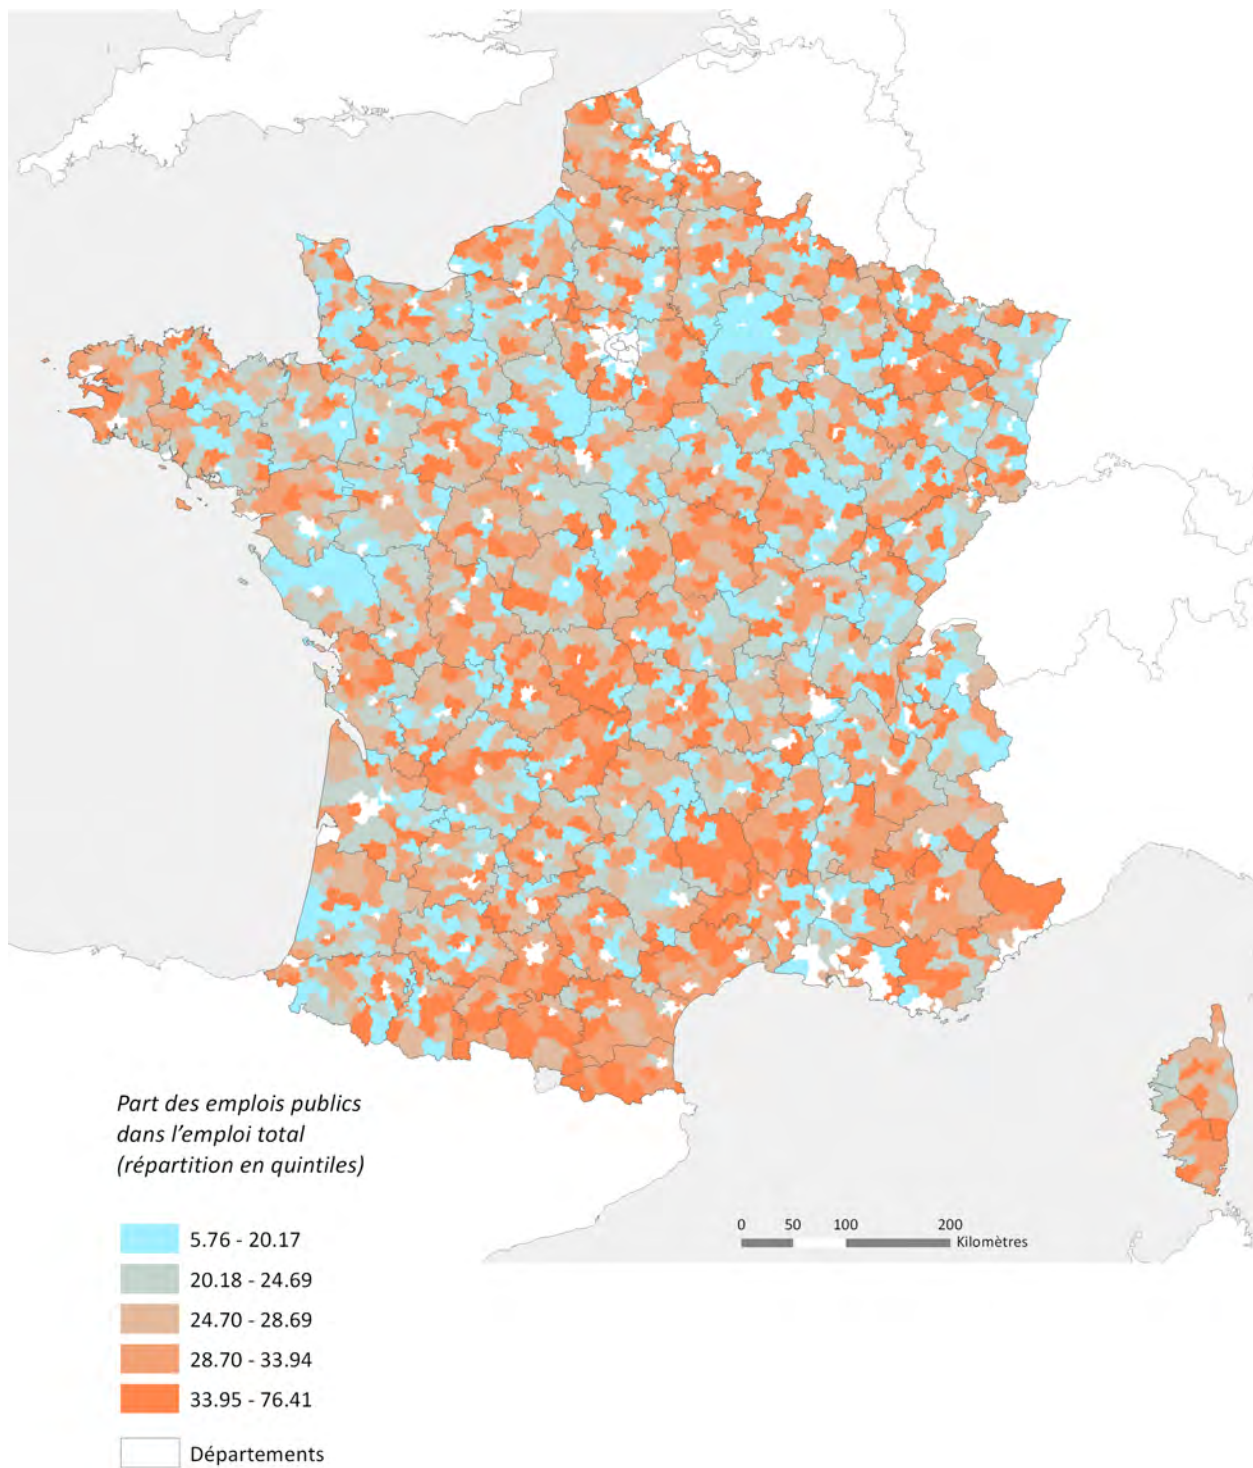 Part des emplois publics
dans l'emploi total
(répartition en quintiles)
5.76 - 20.17
20.18 - 24.69
24.70 - 28.69
28.70 - 33.94
33.95 - 76.41
Départements
0 50 100 200
Kilomètres